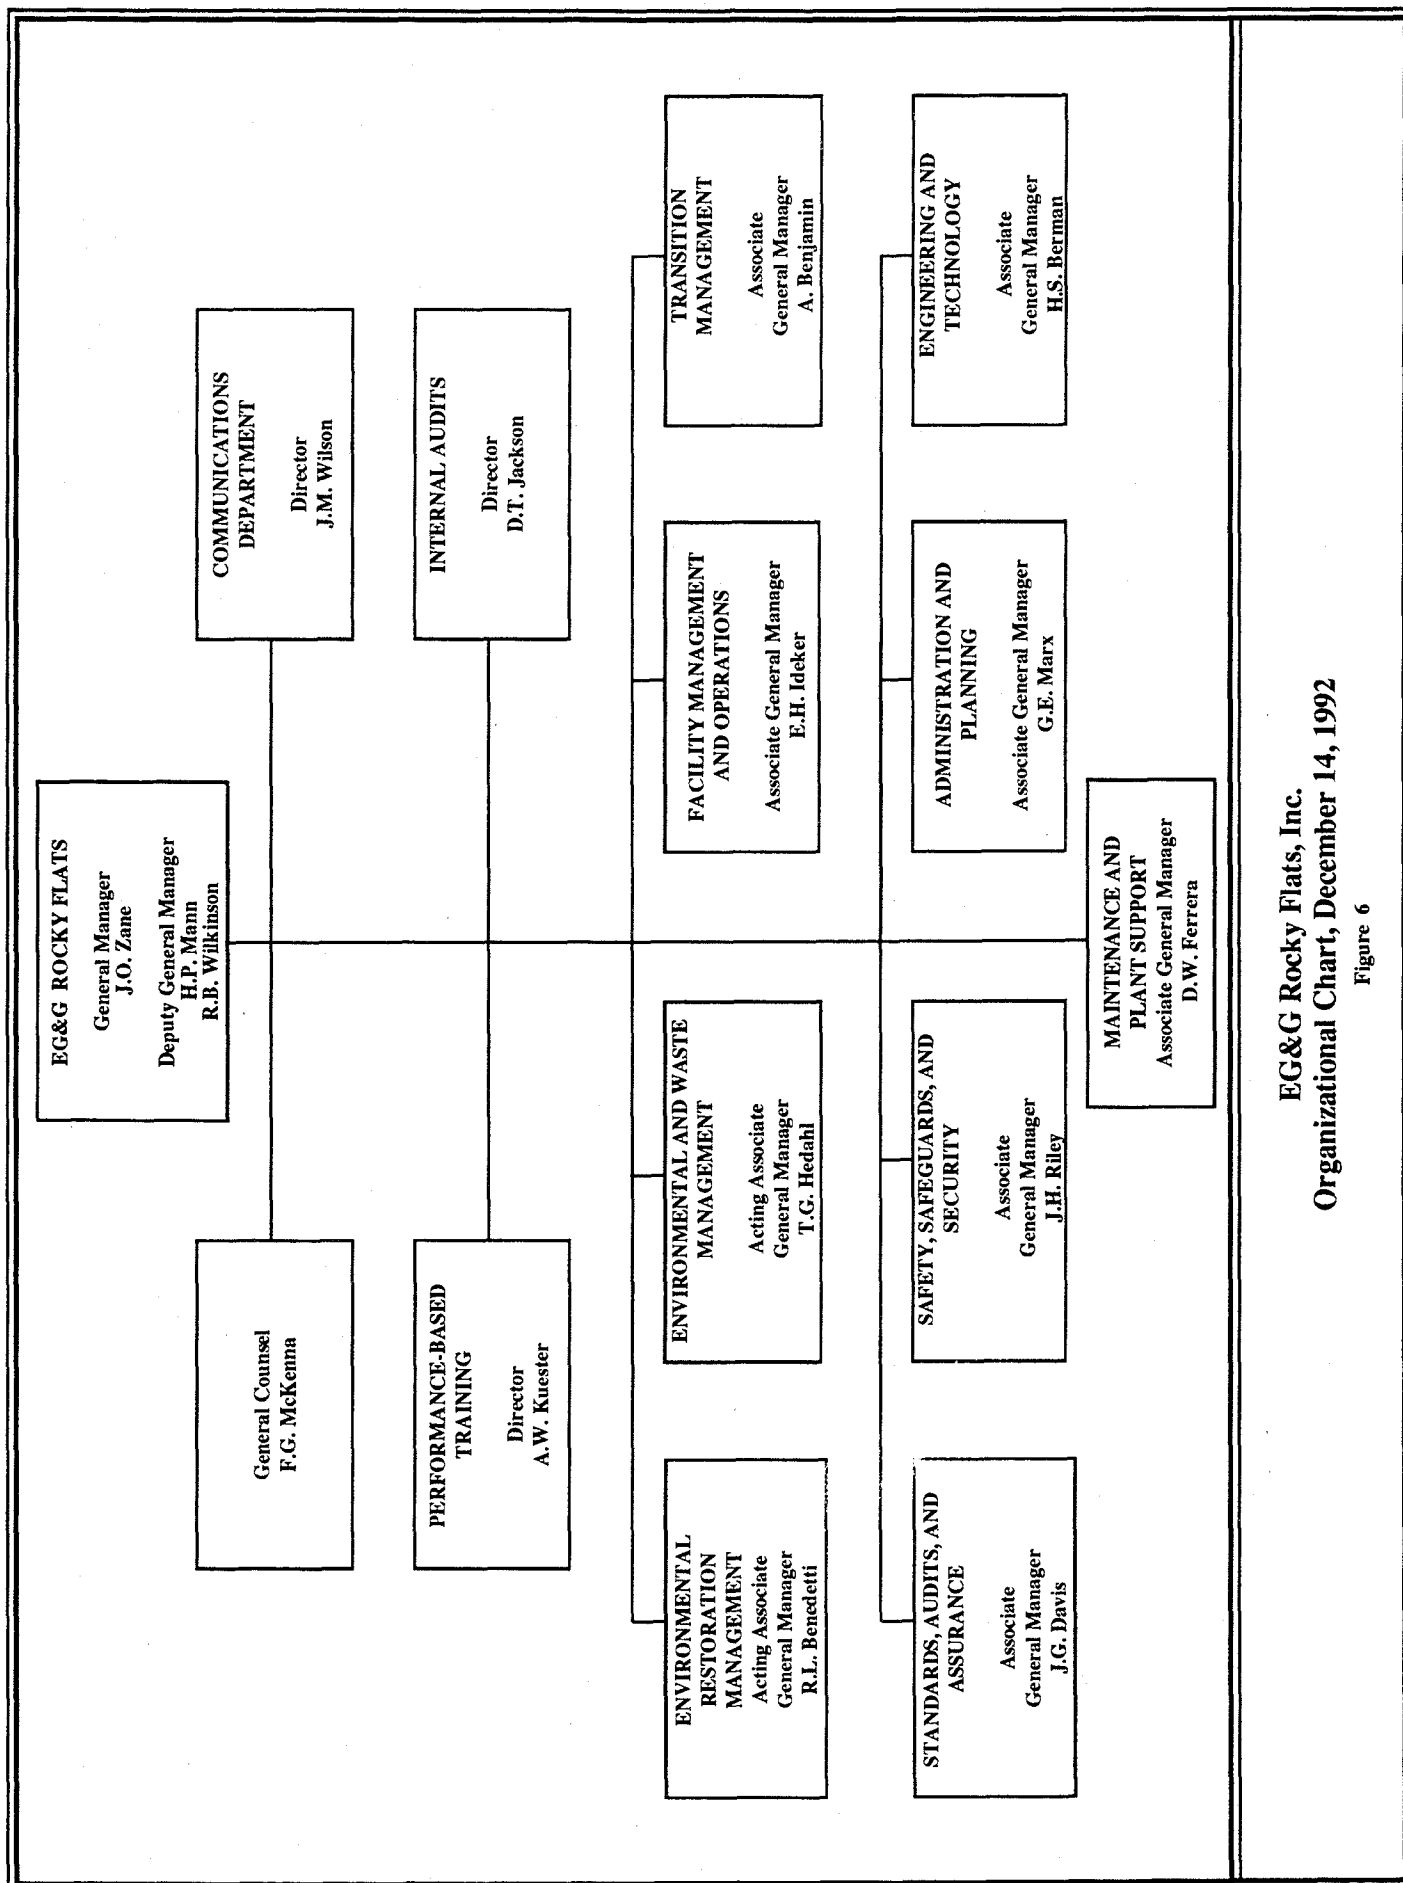 EG&G ROCKY FLATS
General Manager
J.O. Zane
Deputy General Manager
H.P. Mann
R.B. Wilkinson
General Counsel
F.G. McKenna
COMMUNICATIONS
DEPARTMENT
Director
J.M. Wilson
PERFORMANCE-BASED
TRAINING
Director
A.W. Kuester
INTERNAL AUDITS
Director
D.T. Jackson
ENVIRONMENTAL
RESTORATION
MANAGEMENT
Acting Associate
General Manager
R.L. Benedetti
ENVIRONMENTAL AND WASTE
MANAGEMENT
Acting Associate
General Manager
T.G. Hedahl
FACILITY MANAGEMENT
AND OPERATIONS
Associate General Manager
E.H. Ideker
TRANSITION
MANAGEMENT
Associate
General Manager
A. Benjamin
STANDARDS, AUDITS, AND
ASSURANCE
Associate
General Manager
J.G. Davis
SAFETY, SAFEGUARDS, AND
SECURITY
Associate
General Manager
J.H. Riley
ADMINISTRATION AND
PLANNING
Associate General Manager
G.E. Marx
ENGINEERING AND
TECHNOLOGY
Associate
General Manager
H.S. Berman
MAINTENANCE AND
PLANT SUPPORT
Associate General Manager
D.W. Ferrera
EG&G Rocky Flats, Inc.
Organizational Chart, December 14, 1992
Figure 6